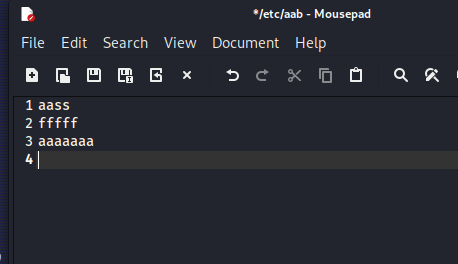 */etc/aab - Mousepad
File Edit Search View Document Help
1 aass
2 fffff
3 aaaaaaa
4